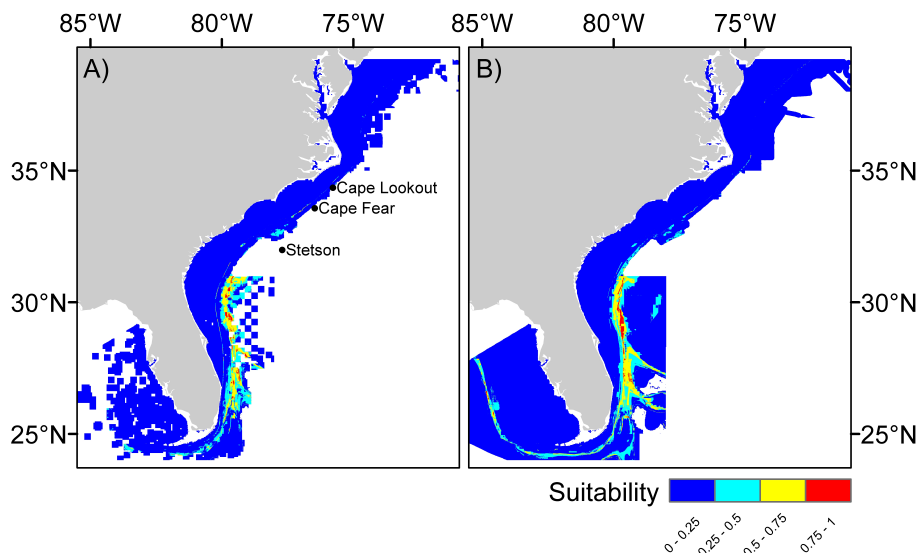 85°W 80°W 75°W 85°W 80°W 75°W
A) B)
35°N 35°N
Cape Lookout
Cape Fear
Stetson
30°N 30°N
25°N 25°N
Suitability
0 - 0.25 0.25 - 0.5 0.5 - 0.75 0.75 - 1